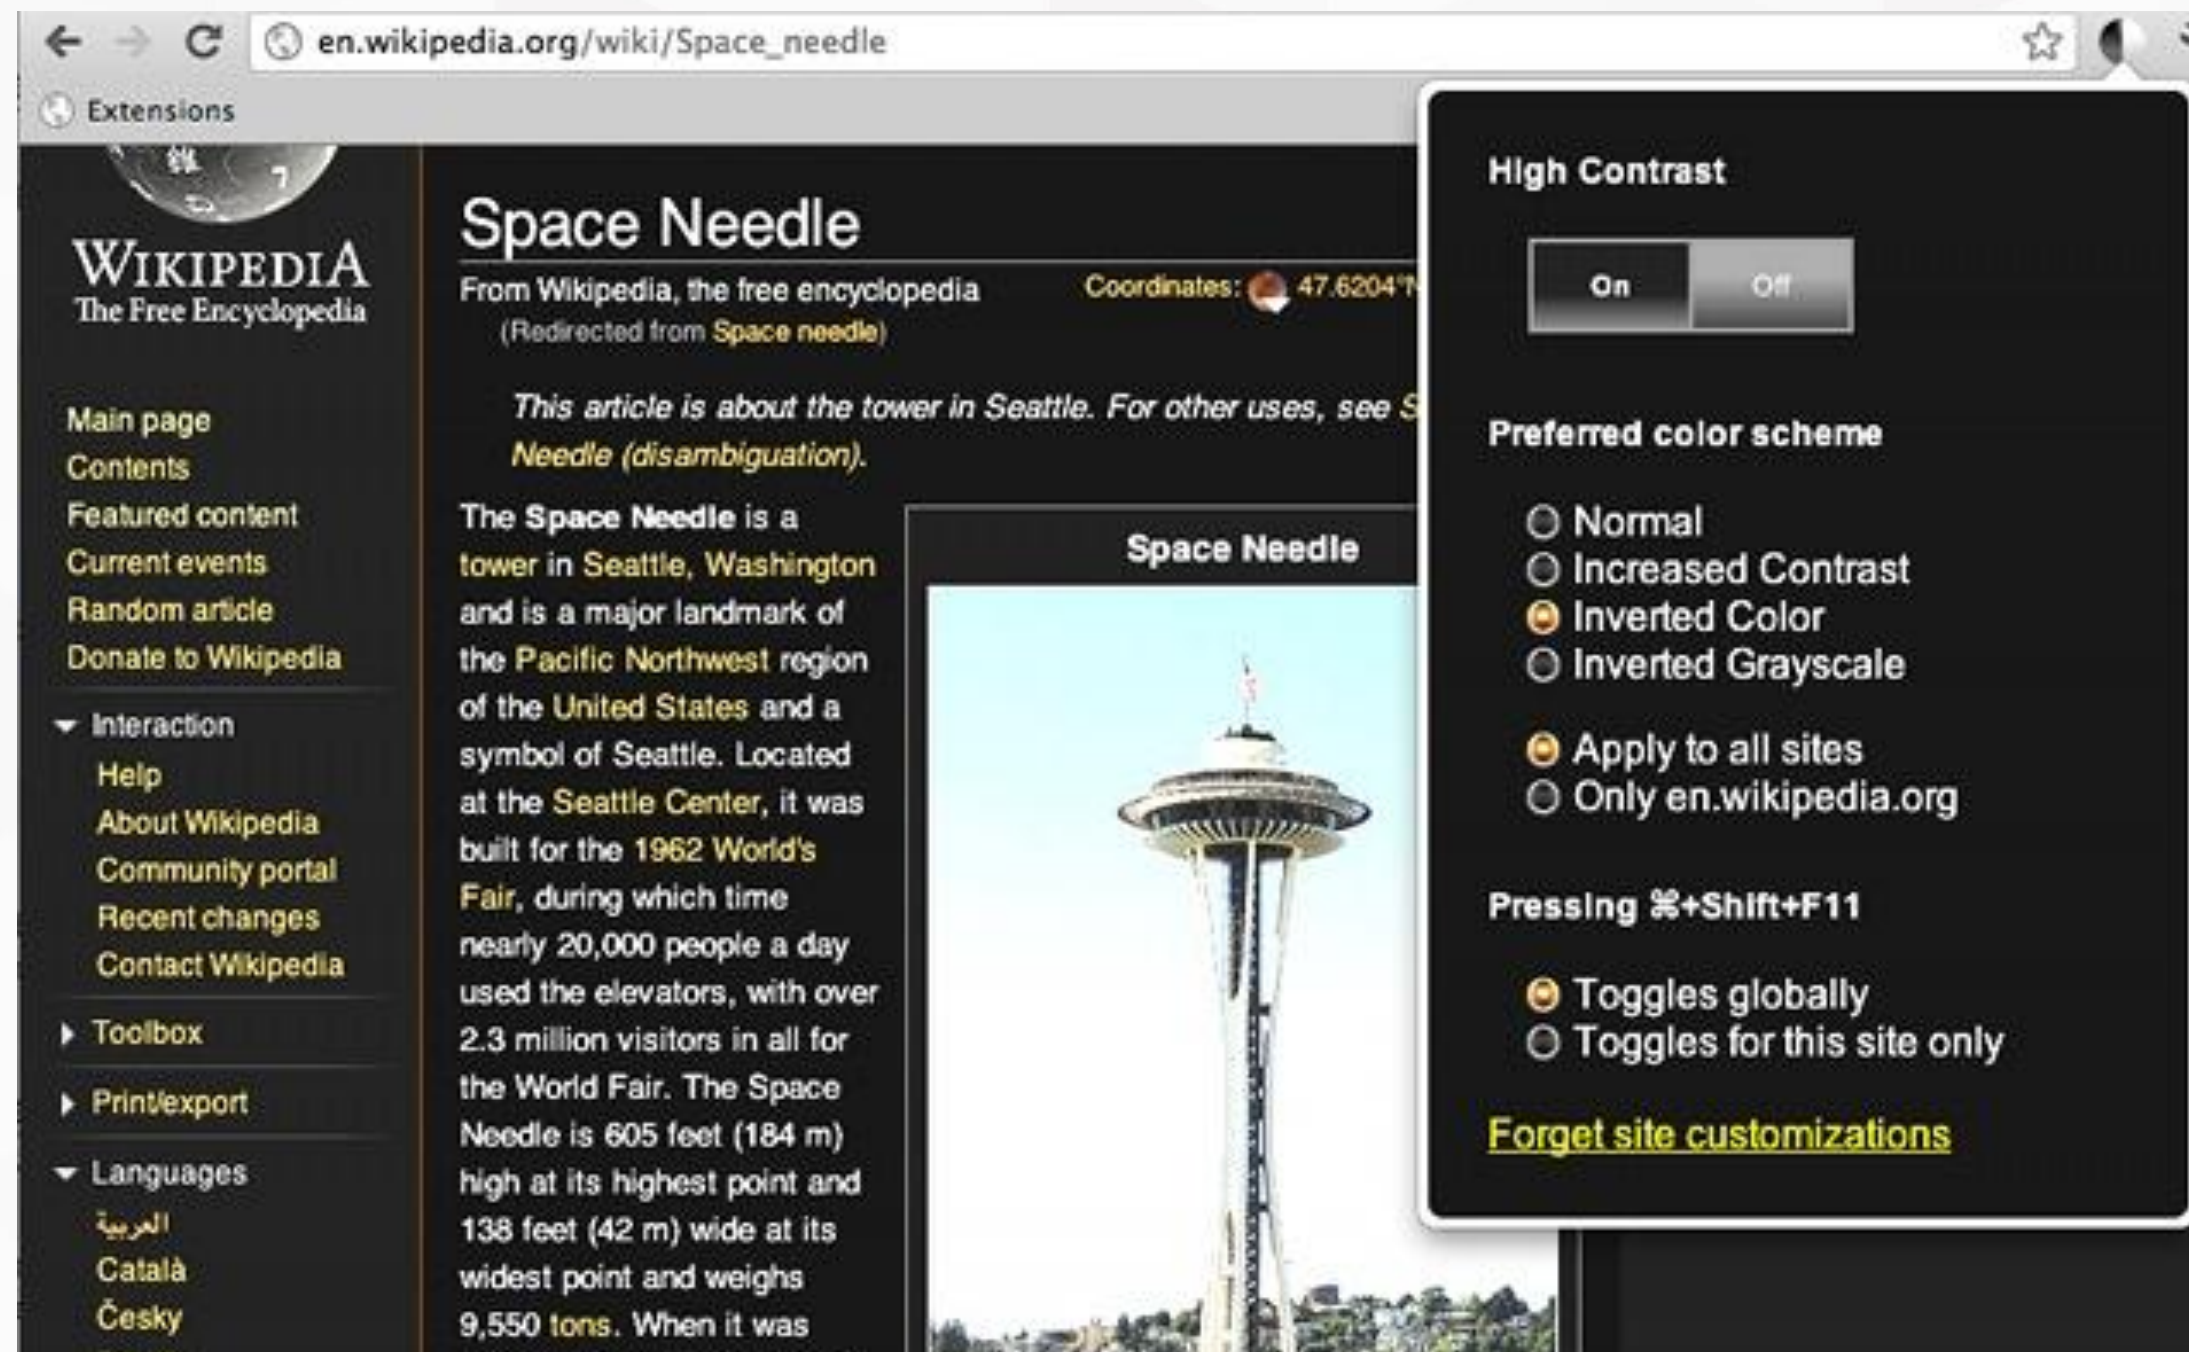 en.wikipedia.org/wiki/Space_needle
Extensions
WIKIPEDIA
The Free Encyclopedia
Main page
Contents
Featured content
Current events
Random article
Donate to Wikipedia
Interaction
Help
About Wikipedia
Community portal
Recent changes
Contact Wikipedia
Toolbox
Print/export
Languages
العربية
Català
Česky
Space Needle
From Wikipedia, the free encyclopedia
Coordinates: 47.6204°N
(Redirected from Space needle)
This article is about the tower in Seattle. For other uses, see S
Needle (disambiguation).
The Space Needle is a
tower in Seattle, Washington
and is a major landmark of
the Pacific Northwest region
of the United States and a
symbol of Seattle. Located
at the Seattle Center, it was
built for the 1962 World's
Fair, during which time
nearly 20,000 people a day
used the elevators, with over
2.3 million visitors in all for
the World Fair. The Space
Needle is 605 feet (184 m)
high at its highest point and
138 feet (42 m) wide at its
widest point and weighs
9,550 tons. When it was
Space Needle
High Contrast
On Off
Preferred color scheme
Normal
Increased Contrast
Inverted Color
Inverted Grayscale
Apply to all sites
Only en.wikipedia.org
Pressing ⌘+Shift+F11
Toggles globally
Toggles for this site only
Forget site customizations